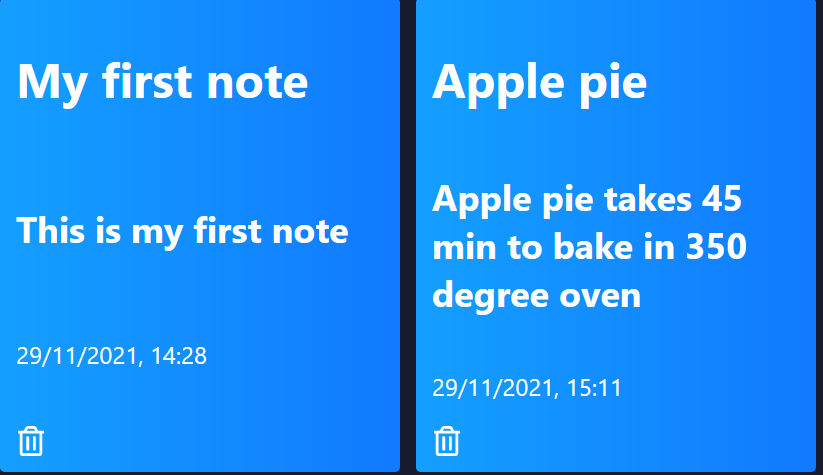 My first note
This is my first note
29/11/2021, 14:28
Apple pie
Apple pie takes 45
min to bake in 350
degree oven
29/11/2021, 15:11